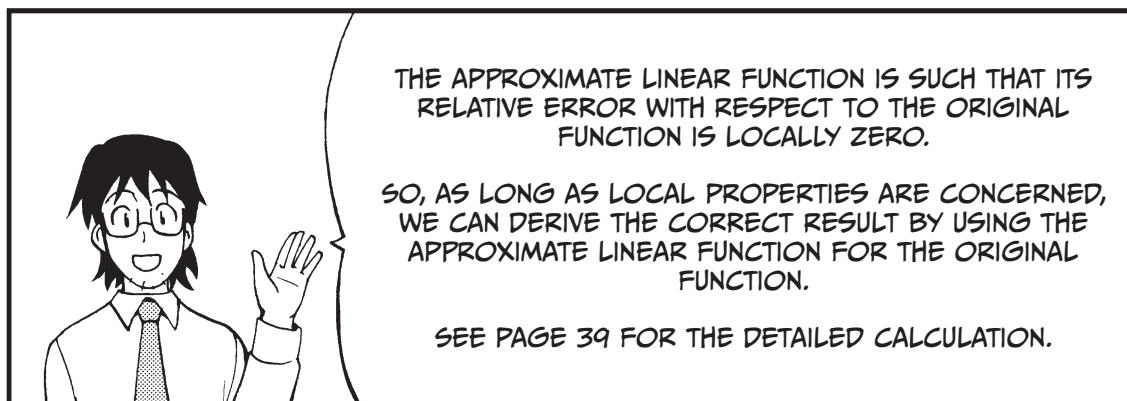 THE APPROXIMATE LINEAR FUNCTION IS SUCH THAT ITS
RELATIVE ERROR WITH RESPECT TO THE ORIGINAL
FUNCTION IS LOCALLY ZERO.
SO, AS LONG AS LOCAL PROPERTIES ARE CONCERNED,
WE CAN DERIVE THE CORRECT RESULT BY USING THE
APPROXIMATE LINEAR FUNCTION FOR THE ORIGINAL
FUNCTION.
SEE PAGE 39 FOR THE DETAILED CALCULATION.